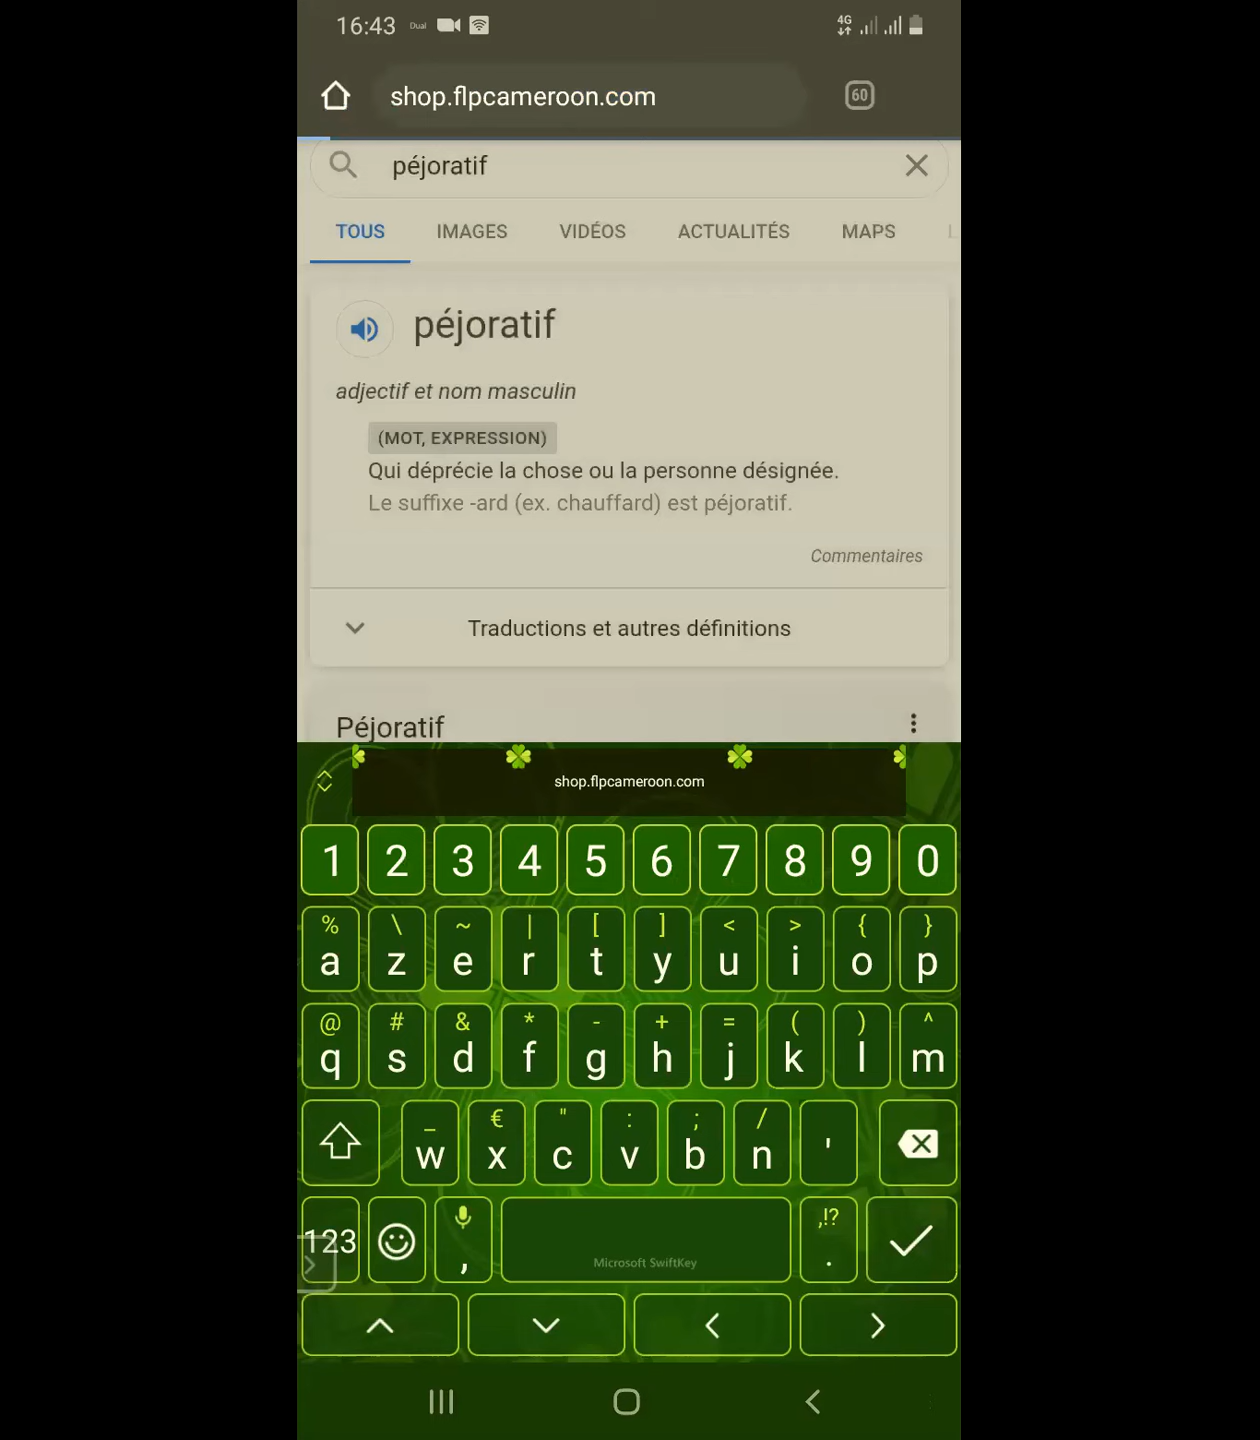 16:43 Dual 4G
shop.flpcameroon.com 60
péjoratif
TOUS IMAGES VIDÉOS ACTUALITÉS MAPS L
péjoratif
adjectif et nom masculin
(MOT, EXPRESSION)
Qui déprécie la chose ou la personne désignée.
Le suffixe -ard (ex. chauffard) est péjoratif.
Commentaires
Traductions et autres définitions
Péjoratif
shop.flpcameroon.com
1 2 3 4 5 6 7 8 9 0
% \ ~ | [ ] < > { }
a z e r t y u i o p
@ # & * - + = ( ) ^
q s d f g h j k l m
_ € " : ; /
w x c v b n '
,!?
123 , Microsoft SwiftKey .